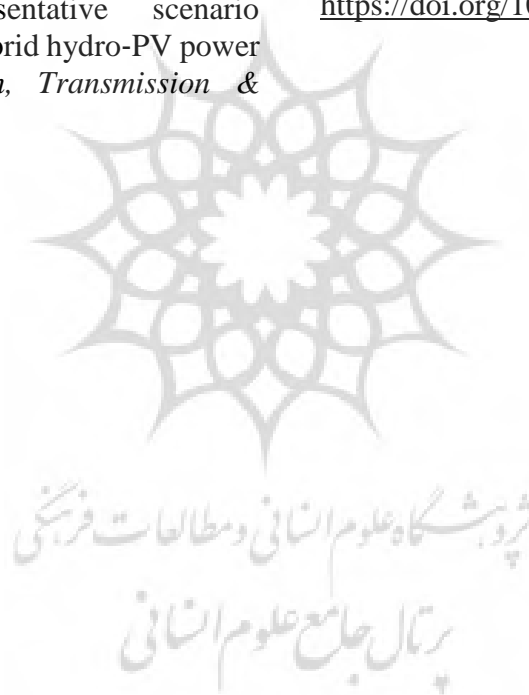 sentative scenario
brid hydro-PV power
n, Transmission &
https://doi.org/10
پژوهشگاه علوم انسانی و مطالعات فرهنگی
پرتال جامع علوم انسانی